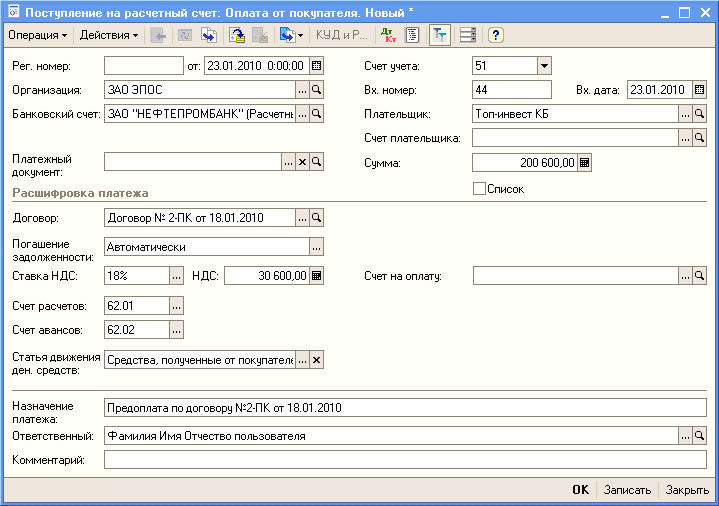 Поступление на расчетный счет: Оплата от покупателя. Новый *
Операция Действия КУД и Р... Дт Кт Тт ?
Рег. номер: от: 23.01.2010 0:00:00 Счет учета: 51
Организация: ЗАО ЭПОС ... Вх. номер: 44 Вх. дата: 23.01.2010
Банковский счет: ЗАО "НЕФТЕПРОМБАНК" (Расчетны ... Плательщик: Топ-инвест КБ ...
Счет плательщика: ...
Платежный
документ: ... × Сумма: 200 600,00
Список
Расшифровка платежа
Договор: Договор № 2-ПК от 18.01.2010 ...
Погашение
задолженности: Автоматически ...
Ставка НДС: 18% ... НДС: 30 600,00 Счет на оплату: ...
Счет расчетов: 62.01 ...
Счет авансов: 62.02 ...
Статья движения
ден. средств: Средства, полученные от покупателе ... ×
Назначение
платежа: Предоплата по договору №2-ПК от 18.01.2010
Ответственный: Фамилия Имя Отчество пользователя ...
Комментарий:
OK Записать Закрыть